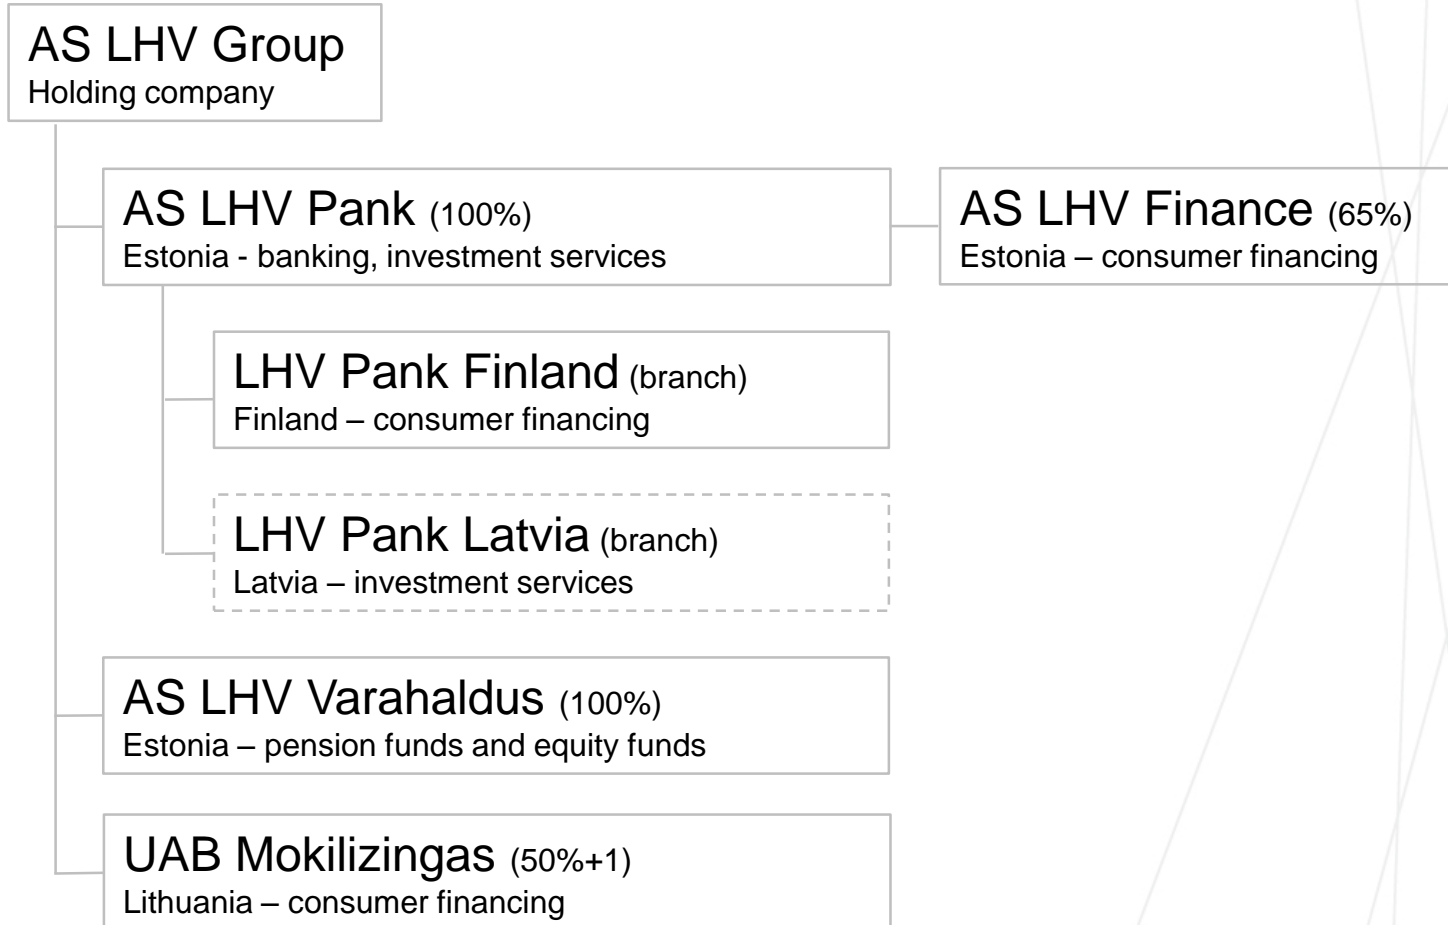 AS LHV Group
Holding company
AS LHV Pank (100%)
Estonia - banking, investment services
AS LHV Finance (65%)
Estonia – consumer financing
LHV Pank Finland (branch)
Finland – consumer financing
LHV Pank Latvia (branch)
Latvia – investment services
AS LHV Varahaldus (100%)
Estonia – pension funds and equity funds
UAB Mokilizingas (50%+1)
Lithuania – consumer financing